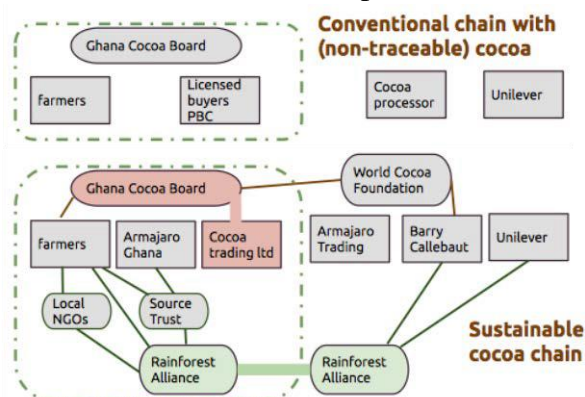 Conventional chain with
(non-traceable) cocoa
Ghana Cocoa Board
farmers
Licensed
buyers
PBC
Cocoa
processor
Unilever
Ghana Cocoa Board
World Cocoa
Foundation
farmers
Armajaro
Ghana
Cocoa
trading ltd
Armajaro
Trading
Barry
Callebaut
Unilever
Local
NGOs
Source
Trust
Sustainable
cocoa chain
Rainforest
Alliance
Rainforest
Alliance